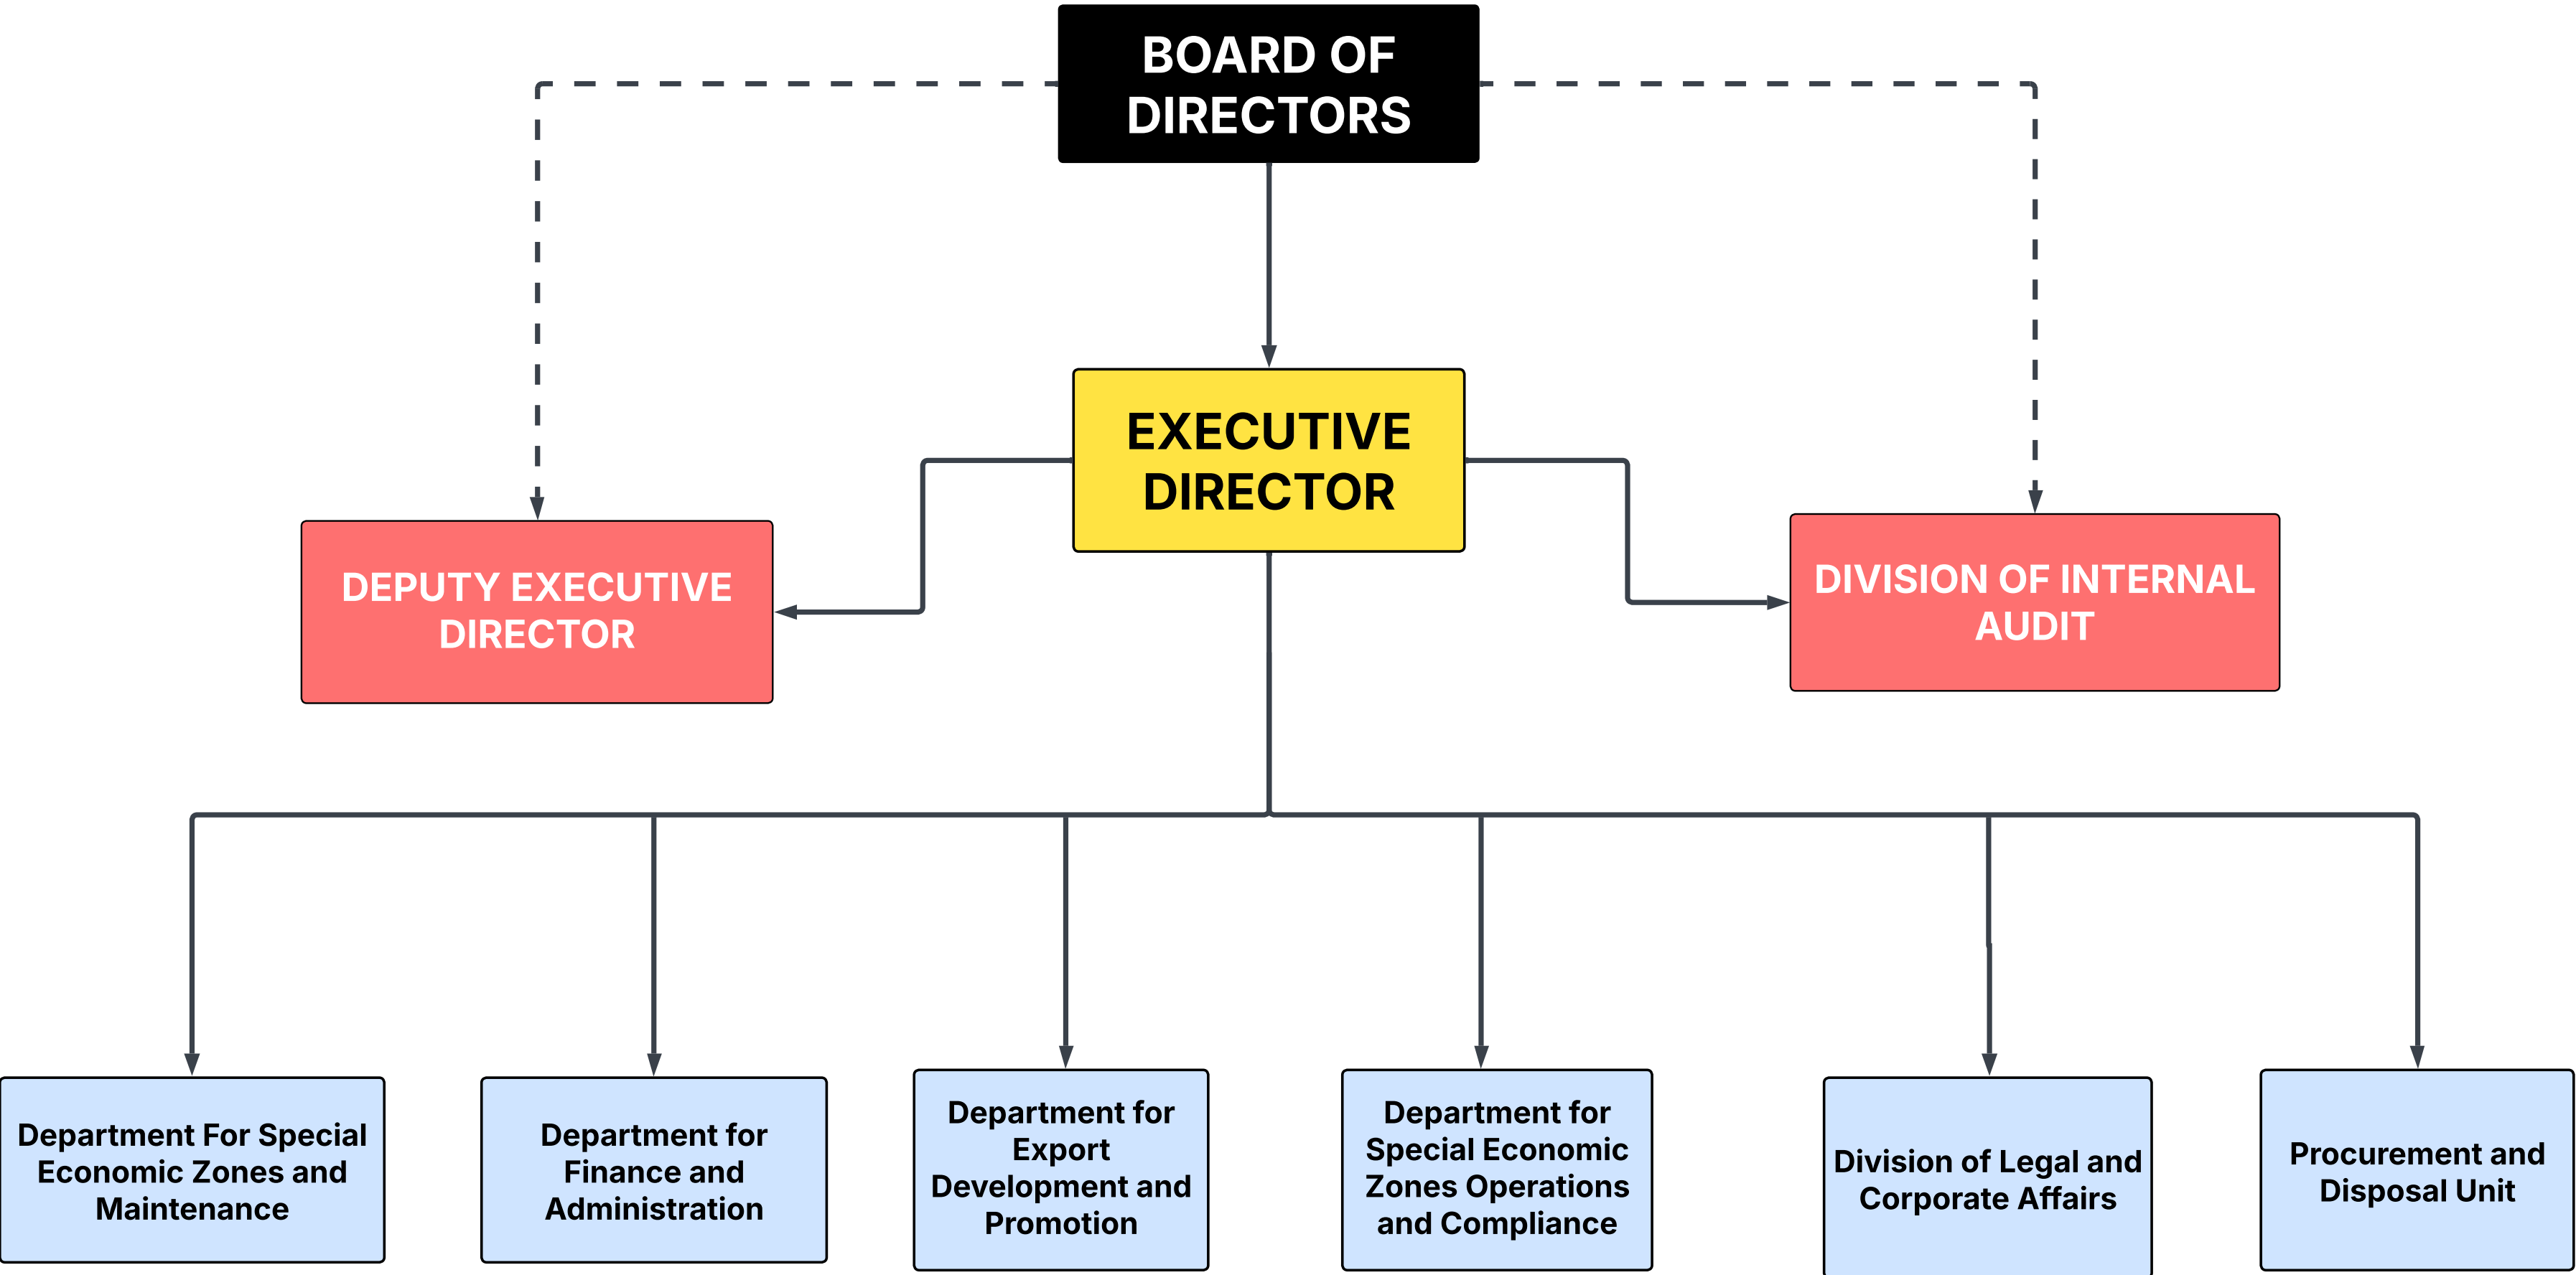 BOARD OF
DIRECTORS
EXECUTIVE
DIRECTOR
DEPUTY EXECUTIVE
DIRECTOR
DIVISION OF INTERNAL
AUDIT
Department For Special
Economic Zones and
Maintenance
Department for
Finance and
Administration
Department for
Export
Development and
Promotion
Department for
Special Economic
Zones Operations
and Compliance
Division of Legal and
Corporate Affairs
Procurement and
Disposal Unit